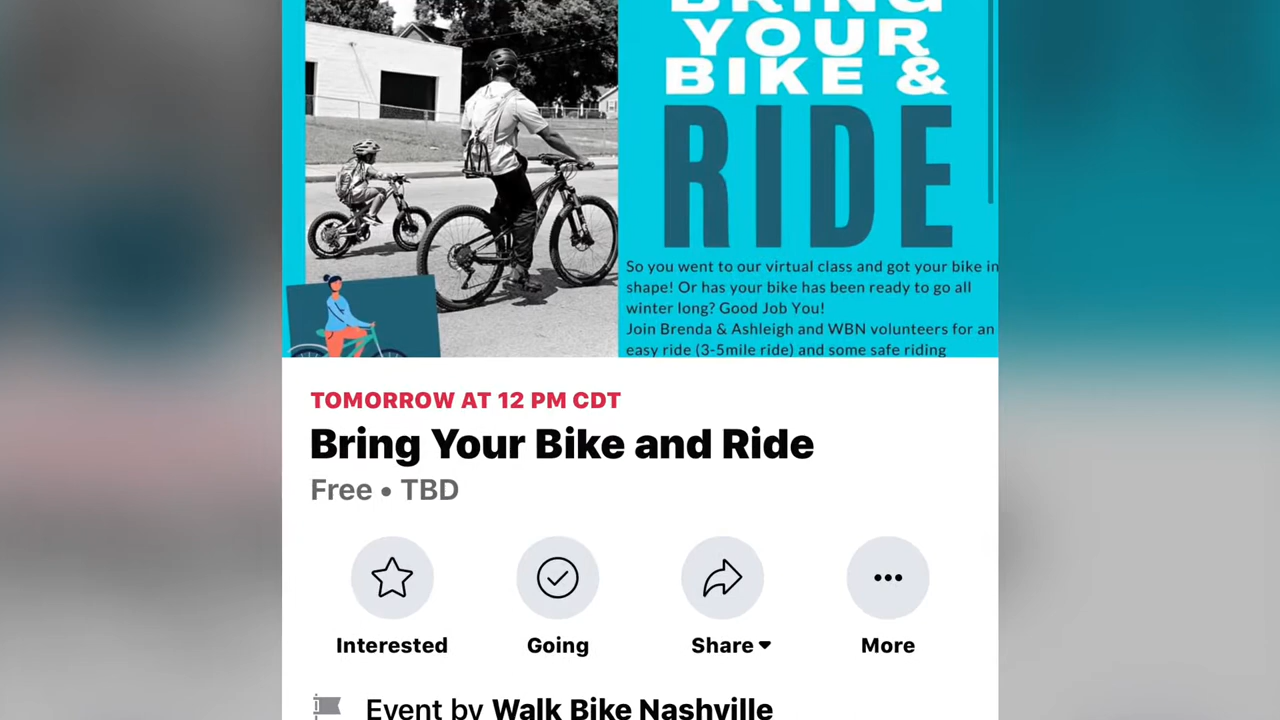 BRING
YOUR
BIKE &
RIDE
So you went to our virtual class and got your bike in
shape! Or has your bike has been ready to go all
winter long? Good Job You!
Join Brenda & Ashleigh and WBN volunteers for an
easy ride (3-5mile ride) and some safe riding
TOMORROW AT 12 PM CDT
Bring Your Bike and Ride
Free • TBD
Interested
Going
Share
More
Event by Walk Bike Nashville